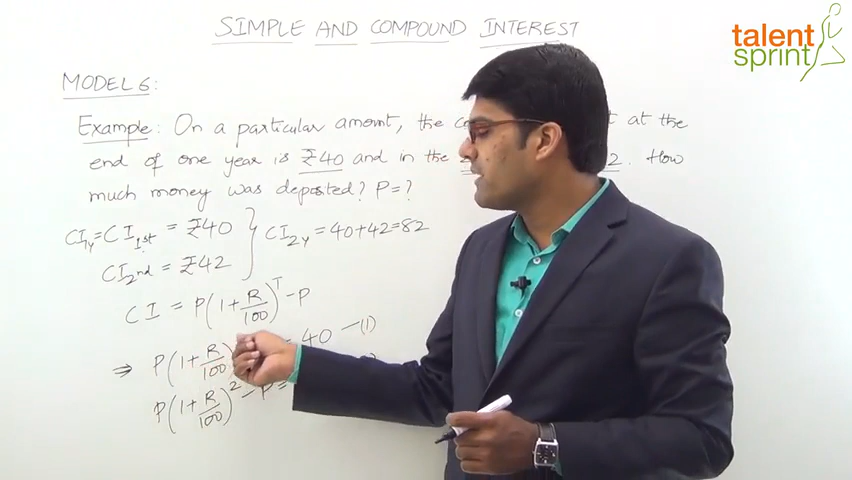 SIMPLE AND COMPOUND INTEREST
talent
sprint
MODEL 6:
Example: On a particular amount, the at the
end of one year is ₹40 and in the 2. How
much money was deposited? P=?
CI1y=CI1st = ₹40
CI2nd = ₹42
CI2y = 40+42=82
CI = P(1+R/100)^T-P
⇒ P(1+R/100) = 40 -(1)
P(1+R/100)^2 - P =